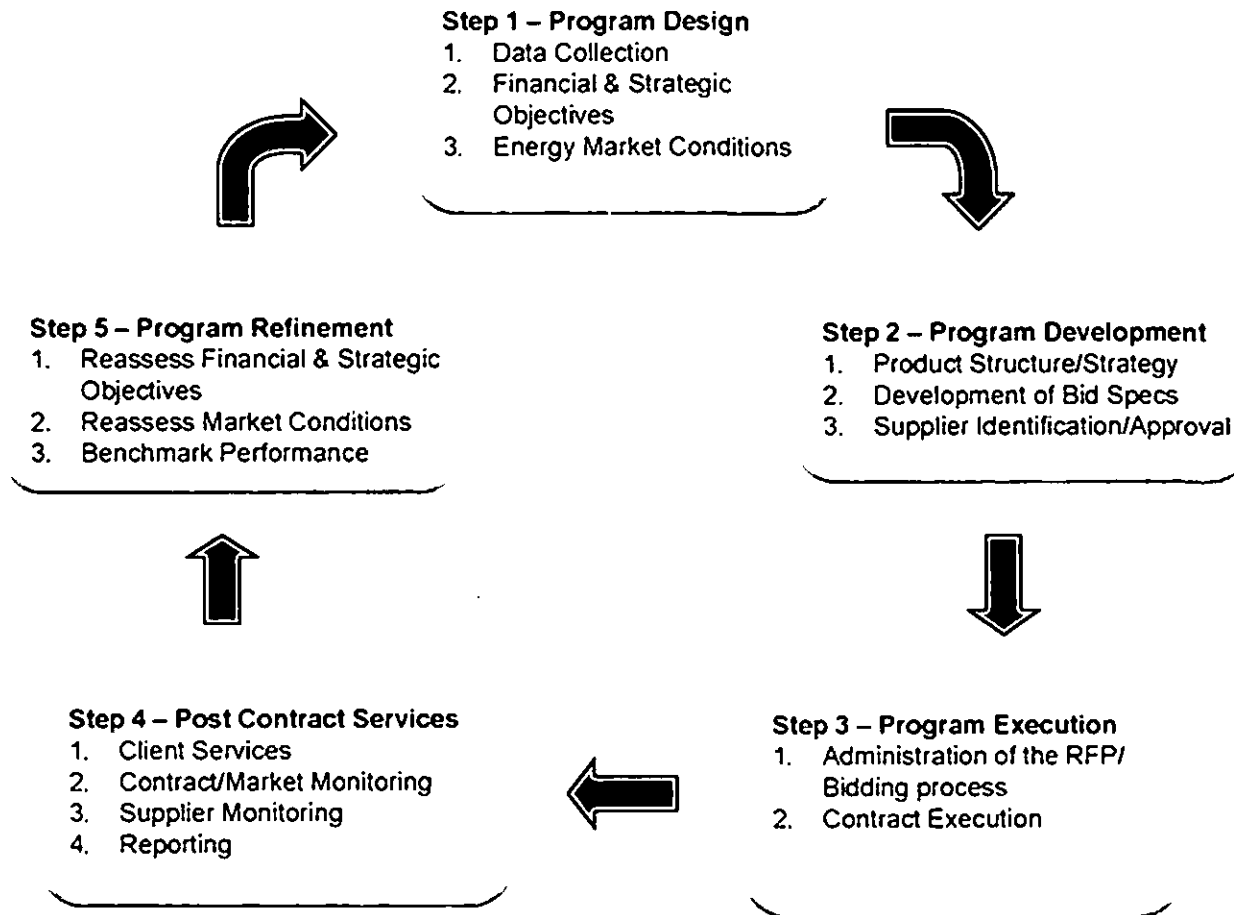 Step 1 – Program Design
1. Data Collection
2. Financial & Strategic
Objectives
3. Energy Market Conditions
Step 2 – Program Development
1. Product Structure/Strategy
2. Development of Bid Specs
3. Supplier Identification/Approval
Step 3 – Program Execution
1. Administration of the RFP/
Bidding process
2. Contract Execution
Step 4 – Post Contract Services
1. Client Services
2. Contract/Market Monitoring
3. Supplier Monitoring
4. Reporting
Step 5 – Program Refinement
1. Reassess Financial & Strategic
Objectives
2. Reassess Market Conditions
3. Benchmark Performance